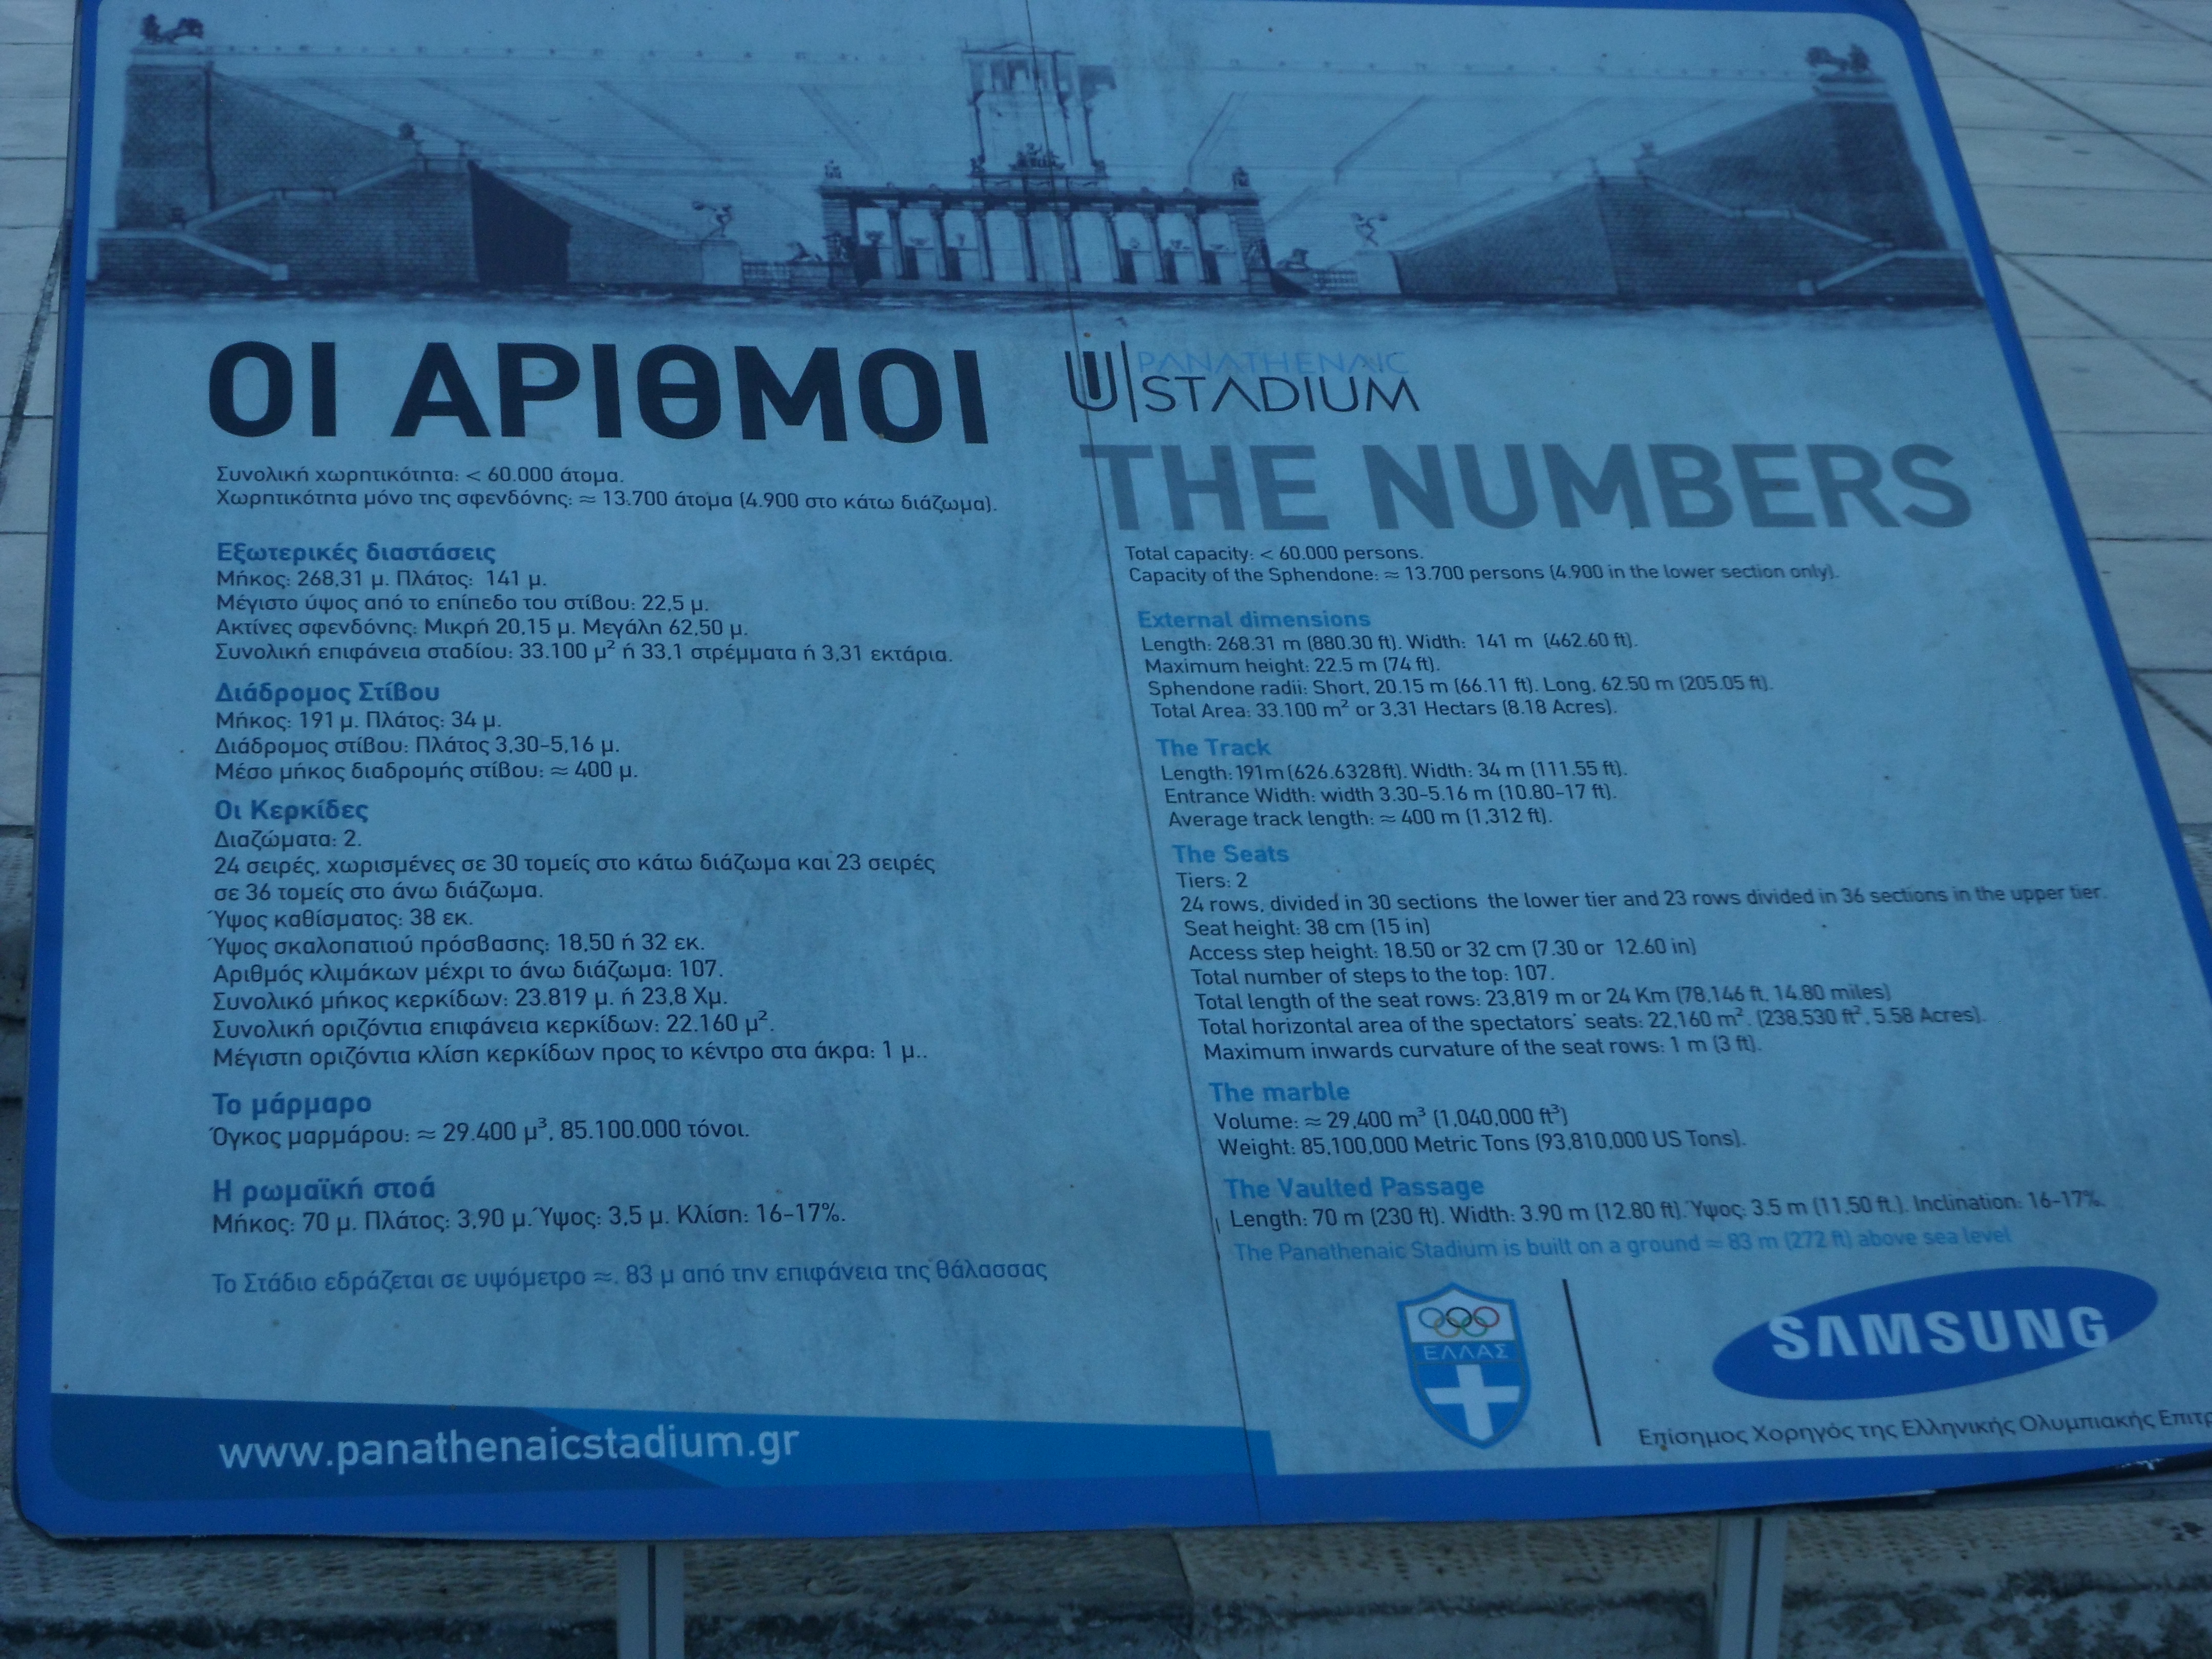 ΟΙ ΑΡΙΘΜΟΙ
Συνολική χωρητικότητα: < 60.000 άτομα.
Χωρητικότητα μόνο της σφενδόνης: ≈ 13.700 άτομα (4.900 στο κάτω διάζωμα).
Εξωτερικές διαστάσεις
Μήκος: 268,31 μ. Πλάτος: 141 μ.
Μέγιστο ύψος από το επίπεδο του στίβου: 22,5 μ.
Ακτίνες σφενδόνης: Μικρή 20,15 μ. Μεγάλη 62,50 μ.
Συνολική επιφάνεια σταδίου: 33.100 μ² ή 33,1 στρέμματα ή 3,31 εκτάρια.
Διάδρομος Στίβου
Μήκος: 191 μ. Πλάτος: 34 μ.
Διάδρομος στίβου: Πλάτος 3,30-5,16 μ.
Μέσο μήκος διαδρομής στίβου: ≈ 400 μ.
Οι Κερκίδες
Διαζώματα: 2.
24 σειρές, χωρισμένες σε 30 τομείς στο κάτω διάζωμα και 23 σειρές
σε 36 τομείς στο άνω διάζωμα.
Ύψος καθίσματος: 38 εκ.
Ύψος σκαλοπατιού πρόσβασης: 18,50 ή 32 εκ.
Αριθμός κλιμάκων μέχρι το άνω διάζωμα: 107.
Συνολικό μήκος κερκίδων: 23.819 μ. ή 23,8 Χμ.
Συνολική οριζόντια επιφάνεια κερκίδων: 22.160 μ².
Μέγιστη οριζόντια κλίση κερκίδων προς το κέντρο στα άκρα: 1 μ..
Το μάρμαρο
Όγκος μαρμάρου: ≈ 29.400 μ³, 85.100.000 τόνοι.
Η ρωμαϊκή στοά
Μήκος: 70 μ. Πλάτος: 3,90 μ. Ύψος: 3,5 μ. Κλίση: 16-17%.
Το Στάδιο εδράζεται σε υψόμετρο ≈. 83 μ από την επιφάνεια της θάλασσας
www.panathenaicstadium.gr
PANATHENAIC
STADIUM
THE NUMBERS
Total capacity: < 60.000 persons.
Capacity of the Sphendone: ≈ 13.700 persons (4.900 in the lower section only).
External dimensions
Length: 268.31 m (880.30 ft). Width: 141 m (462.60 ft).
Maximum height: 22.5 m (74 ft).
Sphendone radii: Short, 20.15 m (66.11 ft). Long, 62.50 m (205.05 ft).
Total Area: 33.100 m² or 3,31 Hectars (8.18 Acres).
The Track
Length: 191m (626.6328ft). Width: 34 m (111.55 ft).
Entrance Width: width 3.30-5.16 m (10.80-17 ft).
Average track length: ≈ 400 m (1,312 ft).
The Seats
Tiers: 2
24 rows, divided in 30 sections the lower tier and 23 rows divided in 36 sections in the upper tier.
Seat height: 38 cm (15 in)
Access step height: 18.50 or 32 cm (7.30 or 12.60 in)
Total number of steps to the top: 107.
Total length of the seat rows: 23,819 m or 24 Km (78,146 ft, 14.80 miles)
Total horizontal area of the spectators' seats: 22,160 m². (238,530 ft², 5.58 Acres).
Maximum inwards curvature of the seat rows: 1 m (3 ft).
The marble
Volume: ≈ 29,400 m³ (1,040,000 ft³)
Weight: 85,100,000 Metric Tons (93,810,000 US Tons).
The Vaulted Passage
Length: 70 m (230 ft). Width: 3.90 m (12.80 ft). Ύψος: 3.5 m (11,50 ft.). Inclination: 16-17%.
The Panathenaic Stadium is built on a ground ≈ 83 m (272 ft) above sea level
ΕΛΛΑΣ
SAMSUNG
Επίσημος Χορηγός της Ελληνικής Ολυμπιακής